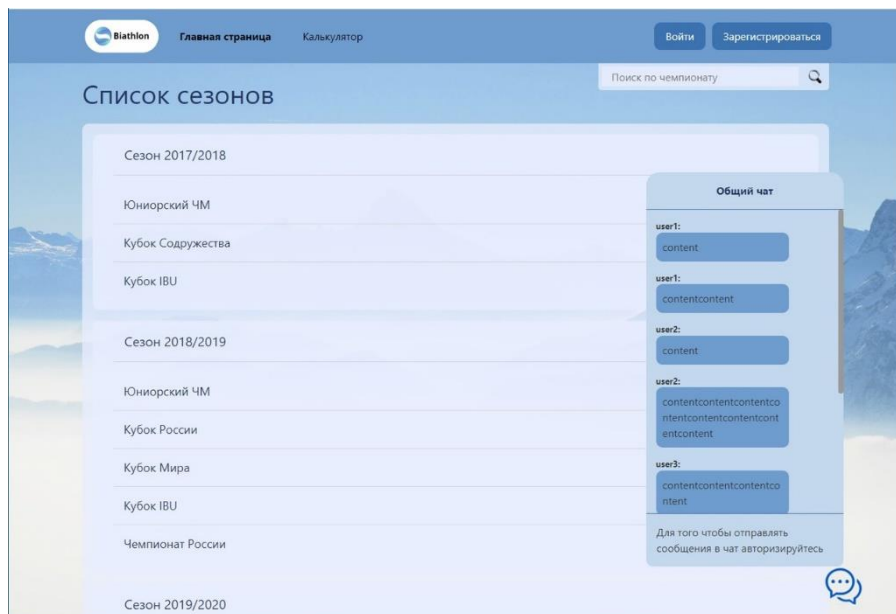 Biathlon
Главная страница
Калькулятор
Войти
Зарегистрироваться
Поиск по чемпионату
Список сезонов
Сезон 2017/2018
Юниорский ЧМ
Кубок Содружества
Кубок IBU
Сезон 2018/2019
Юниорский ЧМ
Кубок России
Кубок Мира
Кубок IBU
Чемпионат России
Сезон 2019/2020
Общий чат
user1:
content
user1:
contentcontent
user2:
content
user2:
contentcontentcontentco
ntentcontentcontentcont
entcontent
user3:
contentcontentcontentco
ntent
Для того чтобы отправлять
сообщения в чат авторизируйтесь